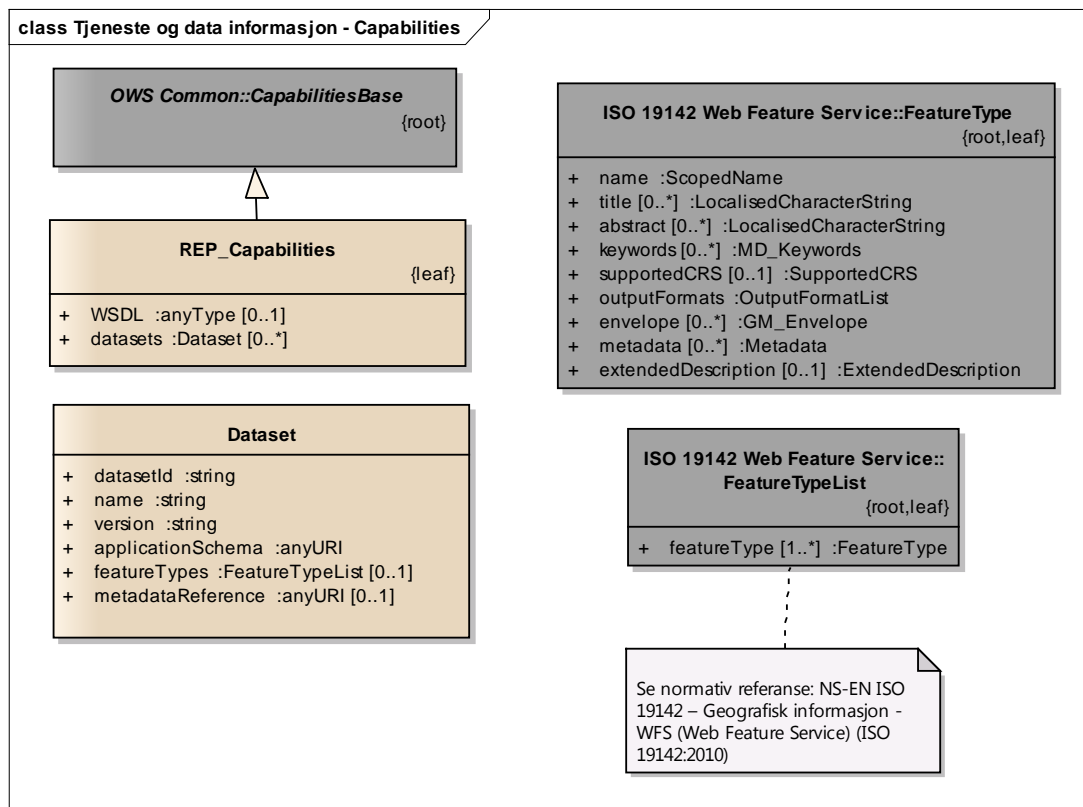 class Tjeneste og data informasjon - Capabilities
OWS Common::CapabilitiesBase
{root}
REP_Capabilities
{leaf}
+ WSDL :anyType [0..1]
+ datasets :Dataset [0..*]
Dataset
+ datasetId :string
+ name :string
+ version :string
+ applicationSchema :anyURI
+ featureTypes :FeatureTypeList [0..1]
+ metadataReference :anyURI [0..1]
ISO 19142 Web Feature Service::FeatureType
{root,leaf}
+ name :ScopedName
+ title [0..*] :LocalisedCharacterString
+ abstract [0..*] :LocalisedCharacterString
+ keywords [0..*] :MD_Keywords
+ supportedCRS [0..1] :SupportedCRS
+ outputFormats :OutputFormatList
+ envelope [0..*] :GM_Envelope
+ metadata [0..*] :Metadata
+ extendedDescription [0..1] :ExtendedDescription
ISO 19142 Web Feature Service::
FeatureTypeList
{root,leaf}
+ featureType [1..*] :FeatureType
Se normativ referanse: NS-EN ISO
19142 – Geografisk informasjon -
WFS (Web Feature Service) (ISO
19142:2010)